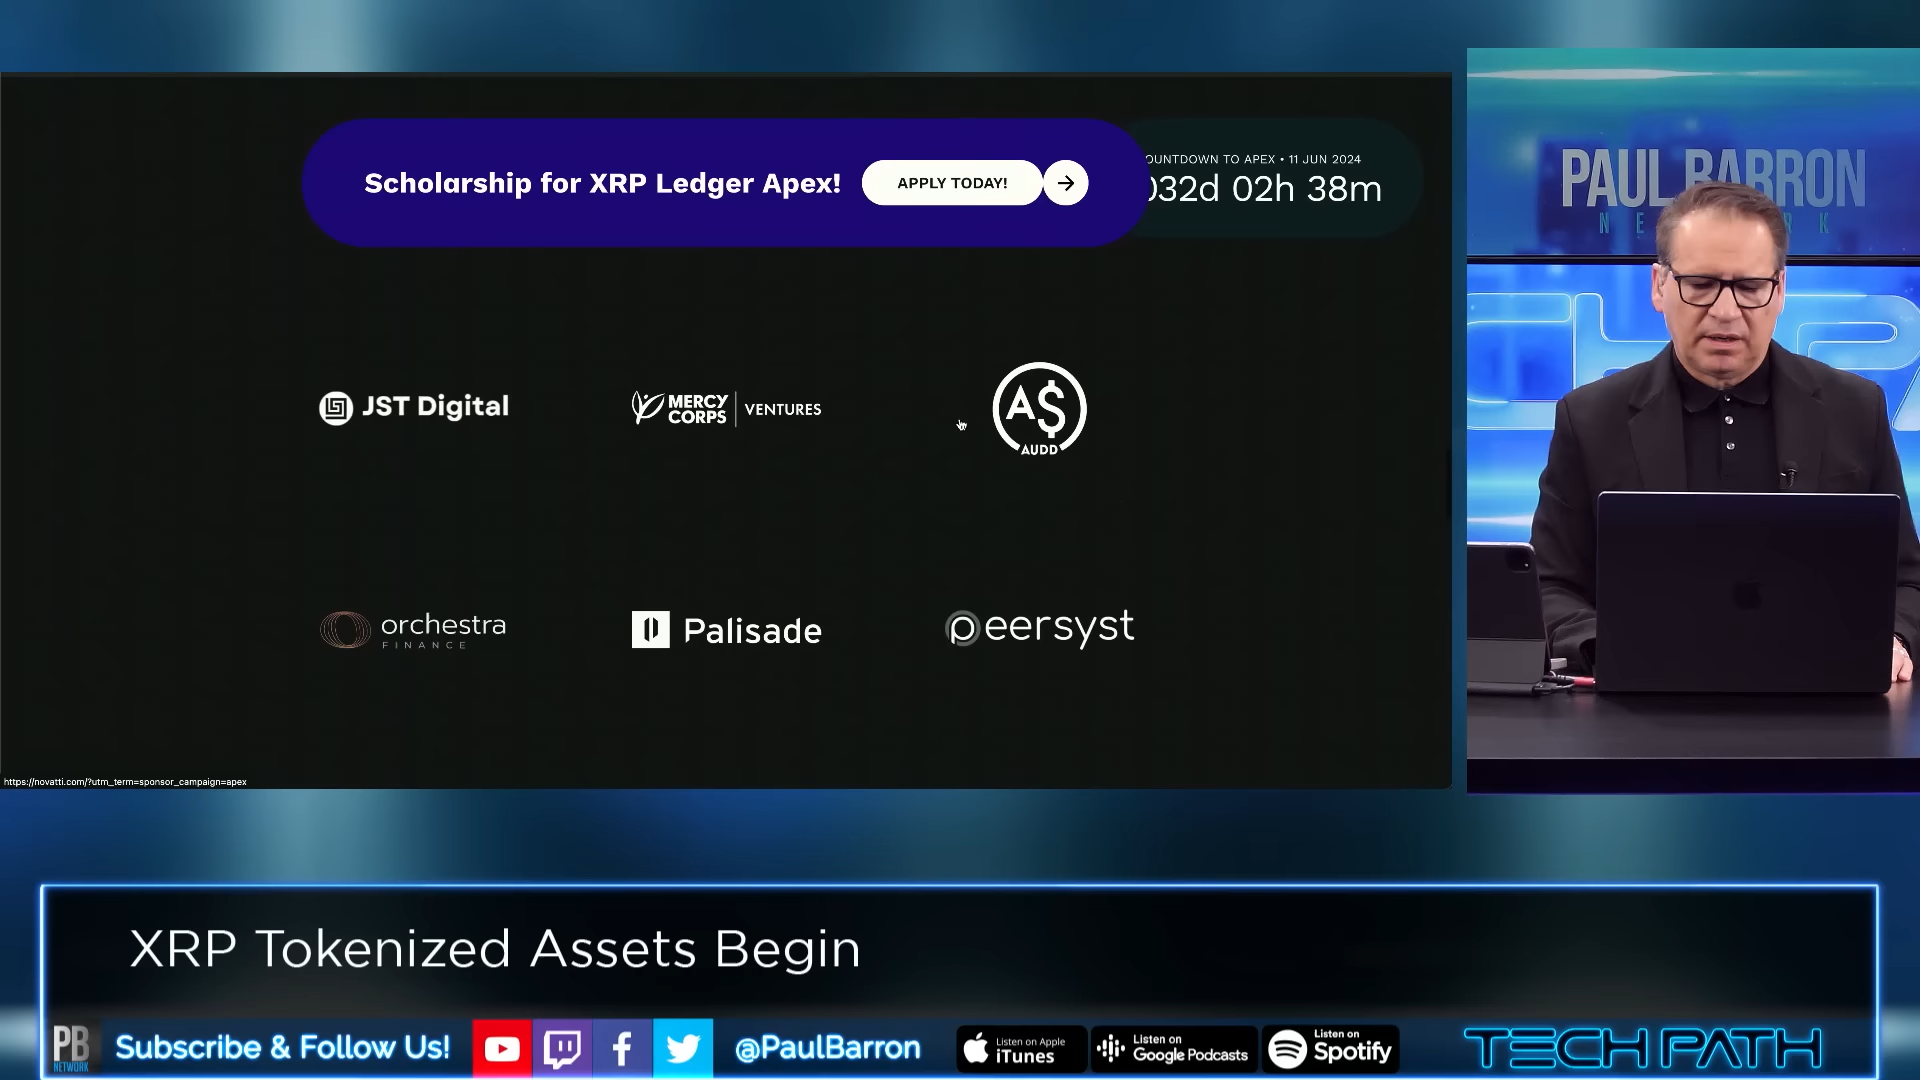 Scholarship for XRP Ledger Apex!
APPLY TODAY!
OUNTDOWN TO APEX • 11 JUN 2024
032d 02h 38m
PAUL BARRON
JST Digital
MERCY CORPS | VENTURES
A$
AUDD
orchestra
FINANCE
Palisade
peersyst
https://novatti.com/?utm_term=sponsor_campaign=apex
XRP Tokenized Assets Begin
PB
NETWORK
Subscribe & Follow Us!
@PaulBarron
Listen on Apple
iTunes
Listen on
Google Podcasts
Listen on
Spotify
TECH PATH